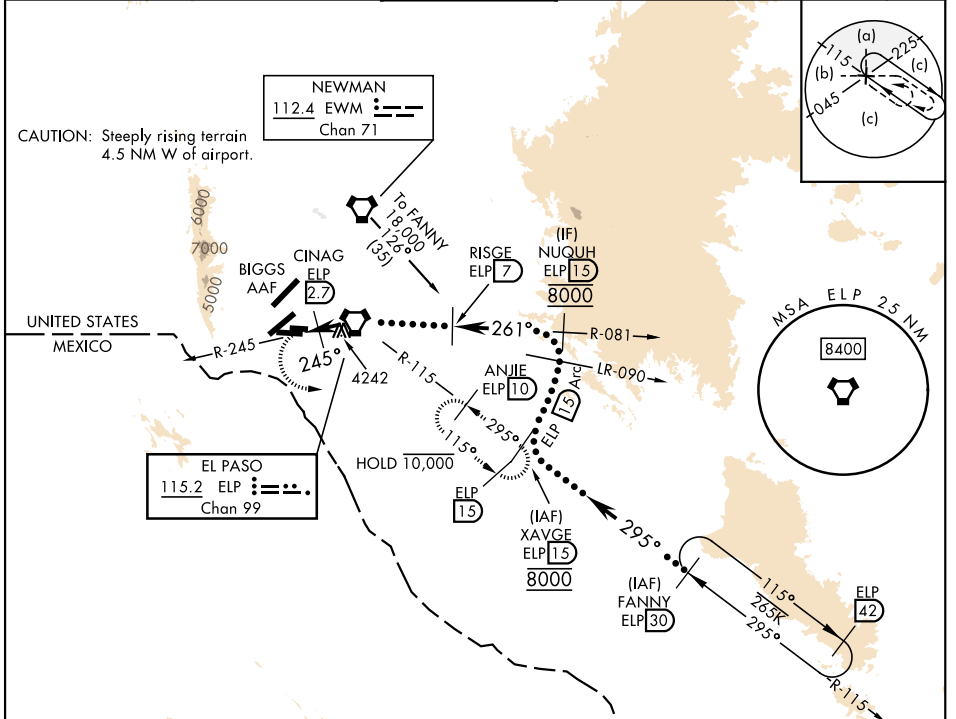 NEWMAN
112.4 EWM
Chan 71
CAUTION: Steeply rising terrain
4.5 NM W of airport.
(a)
115
225
(b)
(c)
045
(c)
6000
7000
5000
To FANNY
18,000
126°
(35)
BIGGS
AAF
CINAG
ELP
2.7
RISGE
ELP 7
(IF)
NUQUH
ELP 15
8000
MSA ELP 25 NM
8400
UNITED STATES
MEXICO
R-245
245°
4242
261°
R-081
LR-090
R-115
ANJIE
ELP 10
ELP 15 Arc
295°
115°
HOLD 10,000
EL PASO
115.2 ELP
Chan 99
ELP
15
(IAF)
XAVGE
ELP 15
8000
295°
(IAF)
FANNY
ELP 30
115°
265K
295°
ELP
42
R-115